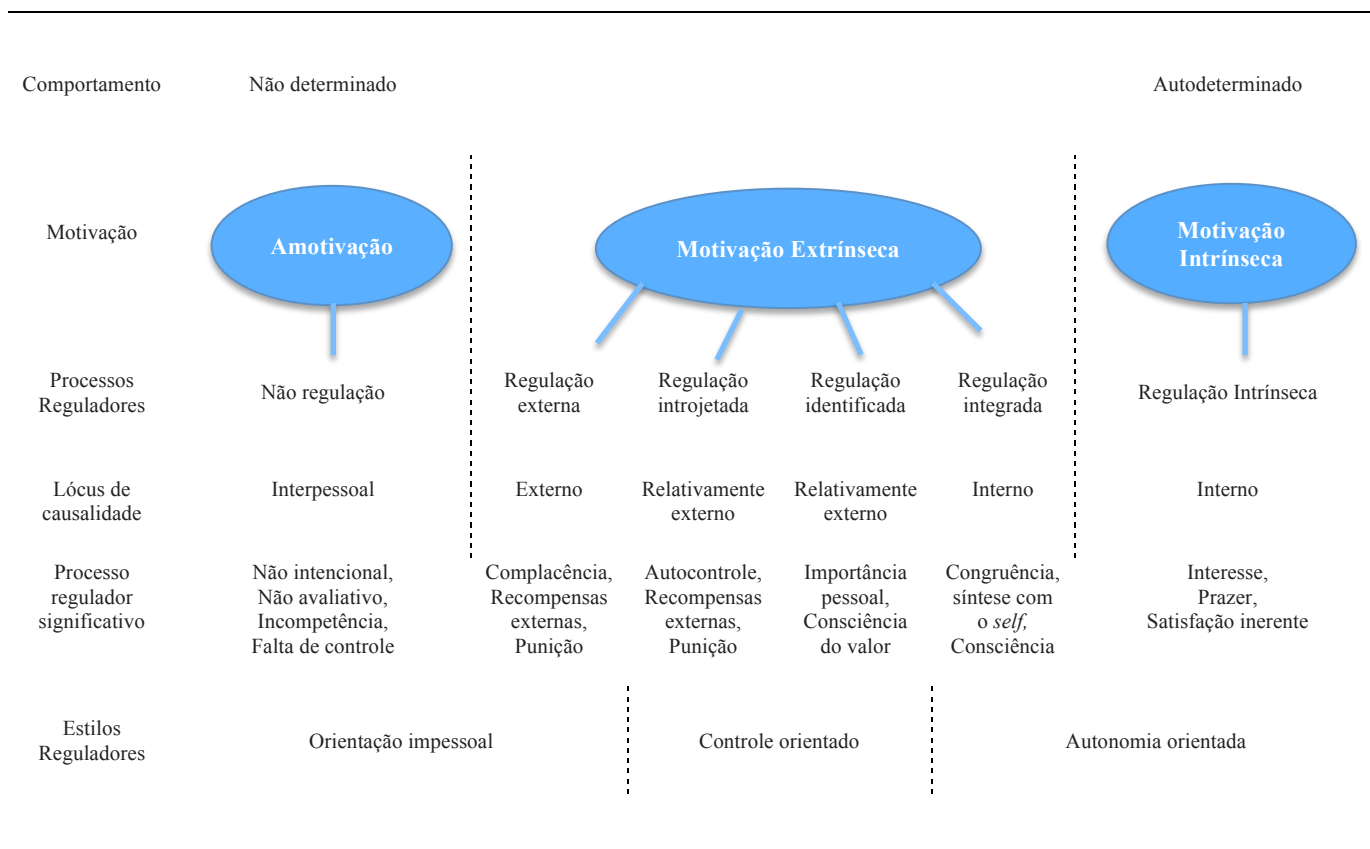 Comportamento
Não determinado
Autodeterminado
Motivação
Amotivação
Motivação Extrínseca
Motivação
Intrínseca
Processos
Reguladores
Não regulação
Regulação
externa
Regulação
introjetada
Regulação
identificada
Regulação
integrada
Regulação Intrínseca
Lócus de
causalidade
Interpessoal
Externo
Relativamente
externo
Relativamente
externo
Interno
Interno
Processo
regulador
significativo
Não intencional,
Não avaliativo,
Incompetência,
Falta de controle
Complacência,
Recompensas
externas,
Punição
Autocontrole,
Recompensas
externas,
Punição
Importância
pessoal,
Consciência
do valor
Congruência,
síntese com
o self,
Consciência
Interesse,
Prazer,
Satisfação inerente
Estilos
Reguladores
Orientação impessoal
Controle orientado
Autonomia orientada